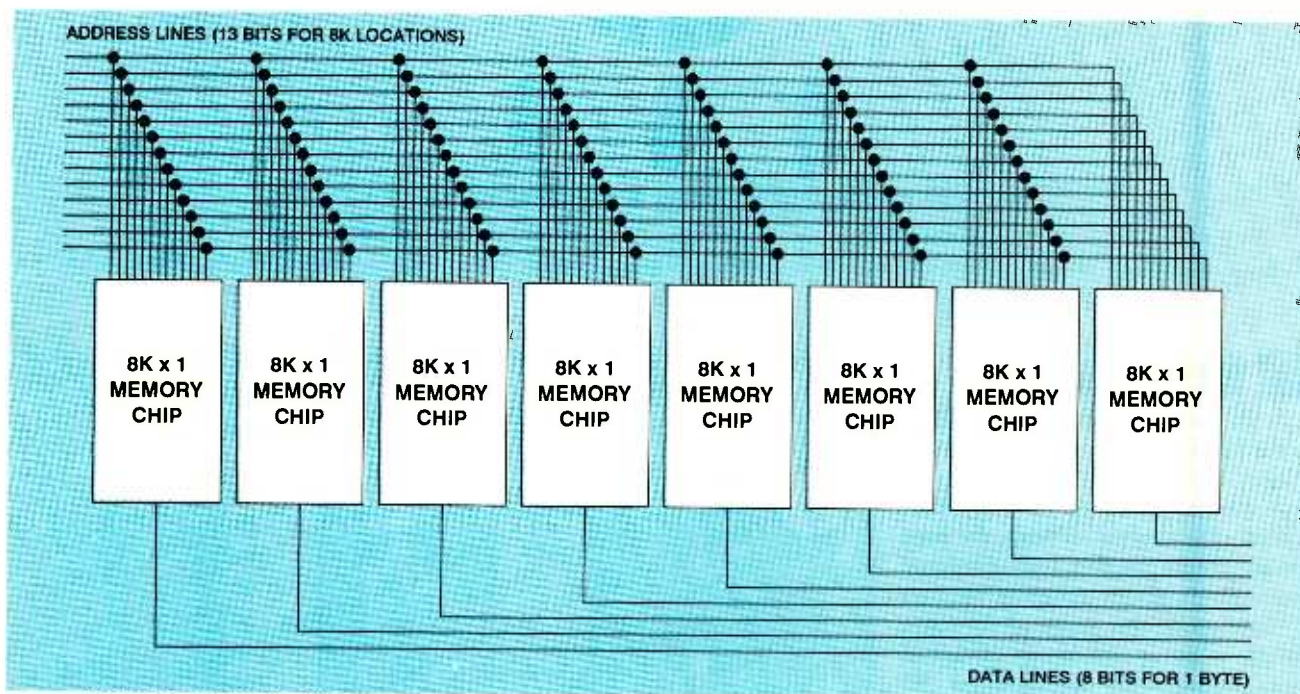 ADDRESS LINES (13 BITS FOR 8K LOCATIONS)
8K x 1
MEMORY
CHIP
8K x 1
MEMORY
CHIP
8K x 1
MEMORY
CHIP
8K x 1
MEMORY
CHIP
8K x 1
MEMORY
CHIP
8K x 1
MEMORY
CHIP
8K x 1
MEMORY
CHIP
8K x 1
MEMORY
CHIP
DATA LINES (8 BITS FOR 1 BYTE)